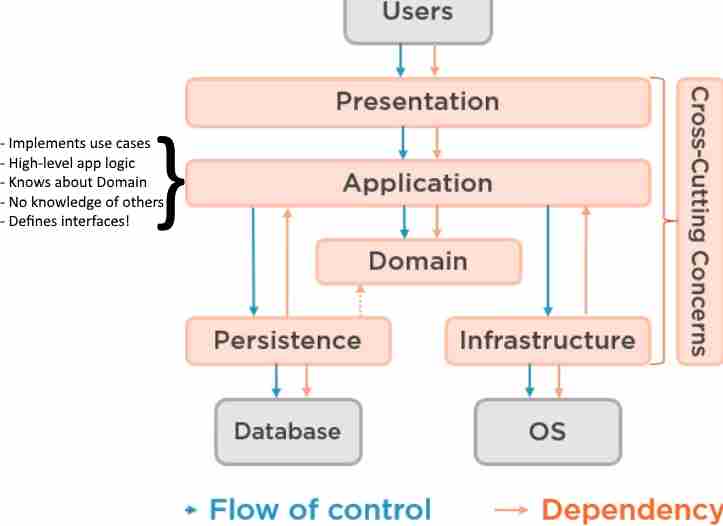 Users
Presentation
- Implements use cases
- High-level app logic
- Knows about Domain
- No knowledge of others
- Defines interfaces!
Application
Domain
Persistence
Infrastructure
Cross-Cutting Concerns
Database
OS
Flow of control
Dependency